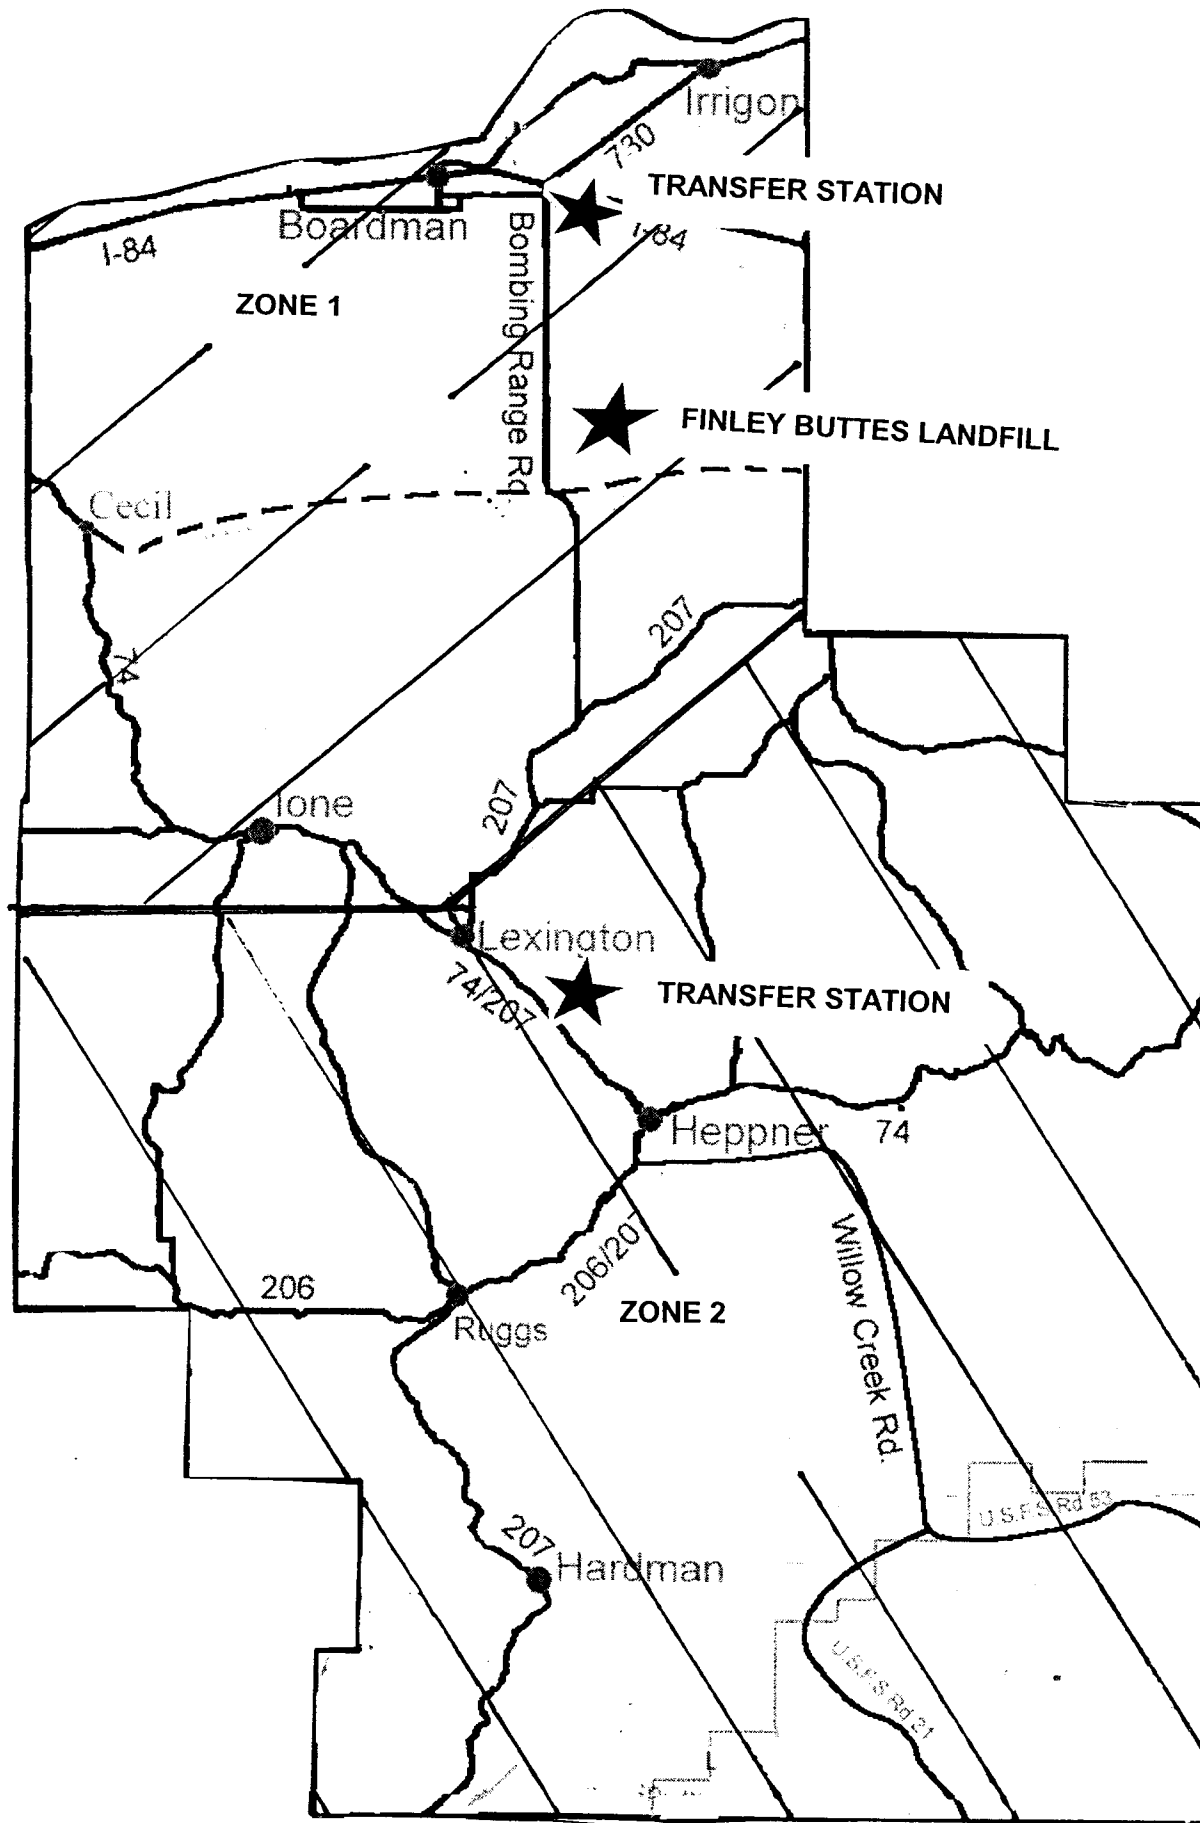 Irrigon
730
TRANSFER STATION
Boardman
I-84
I-84
Bombing Range Rd
ZONE 1
FINLEY BUTTES LANDFILL
Cecil
207
74
Ione
207
Lexington
74/207
TRANSFER STATION
Heppner
74
206/207
Willow Creek Rd.
206
ZONE 2
Ruggs
U.S.F.S Rd 53
207
Hardman
U.S.F.S Rd 21